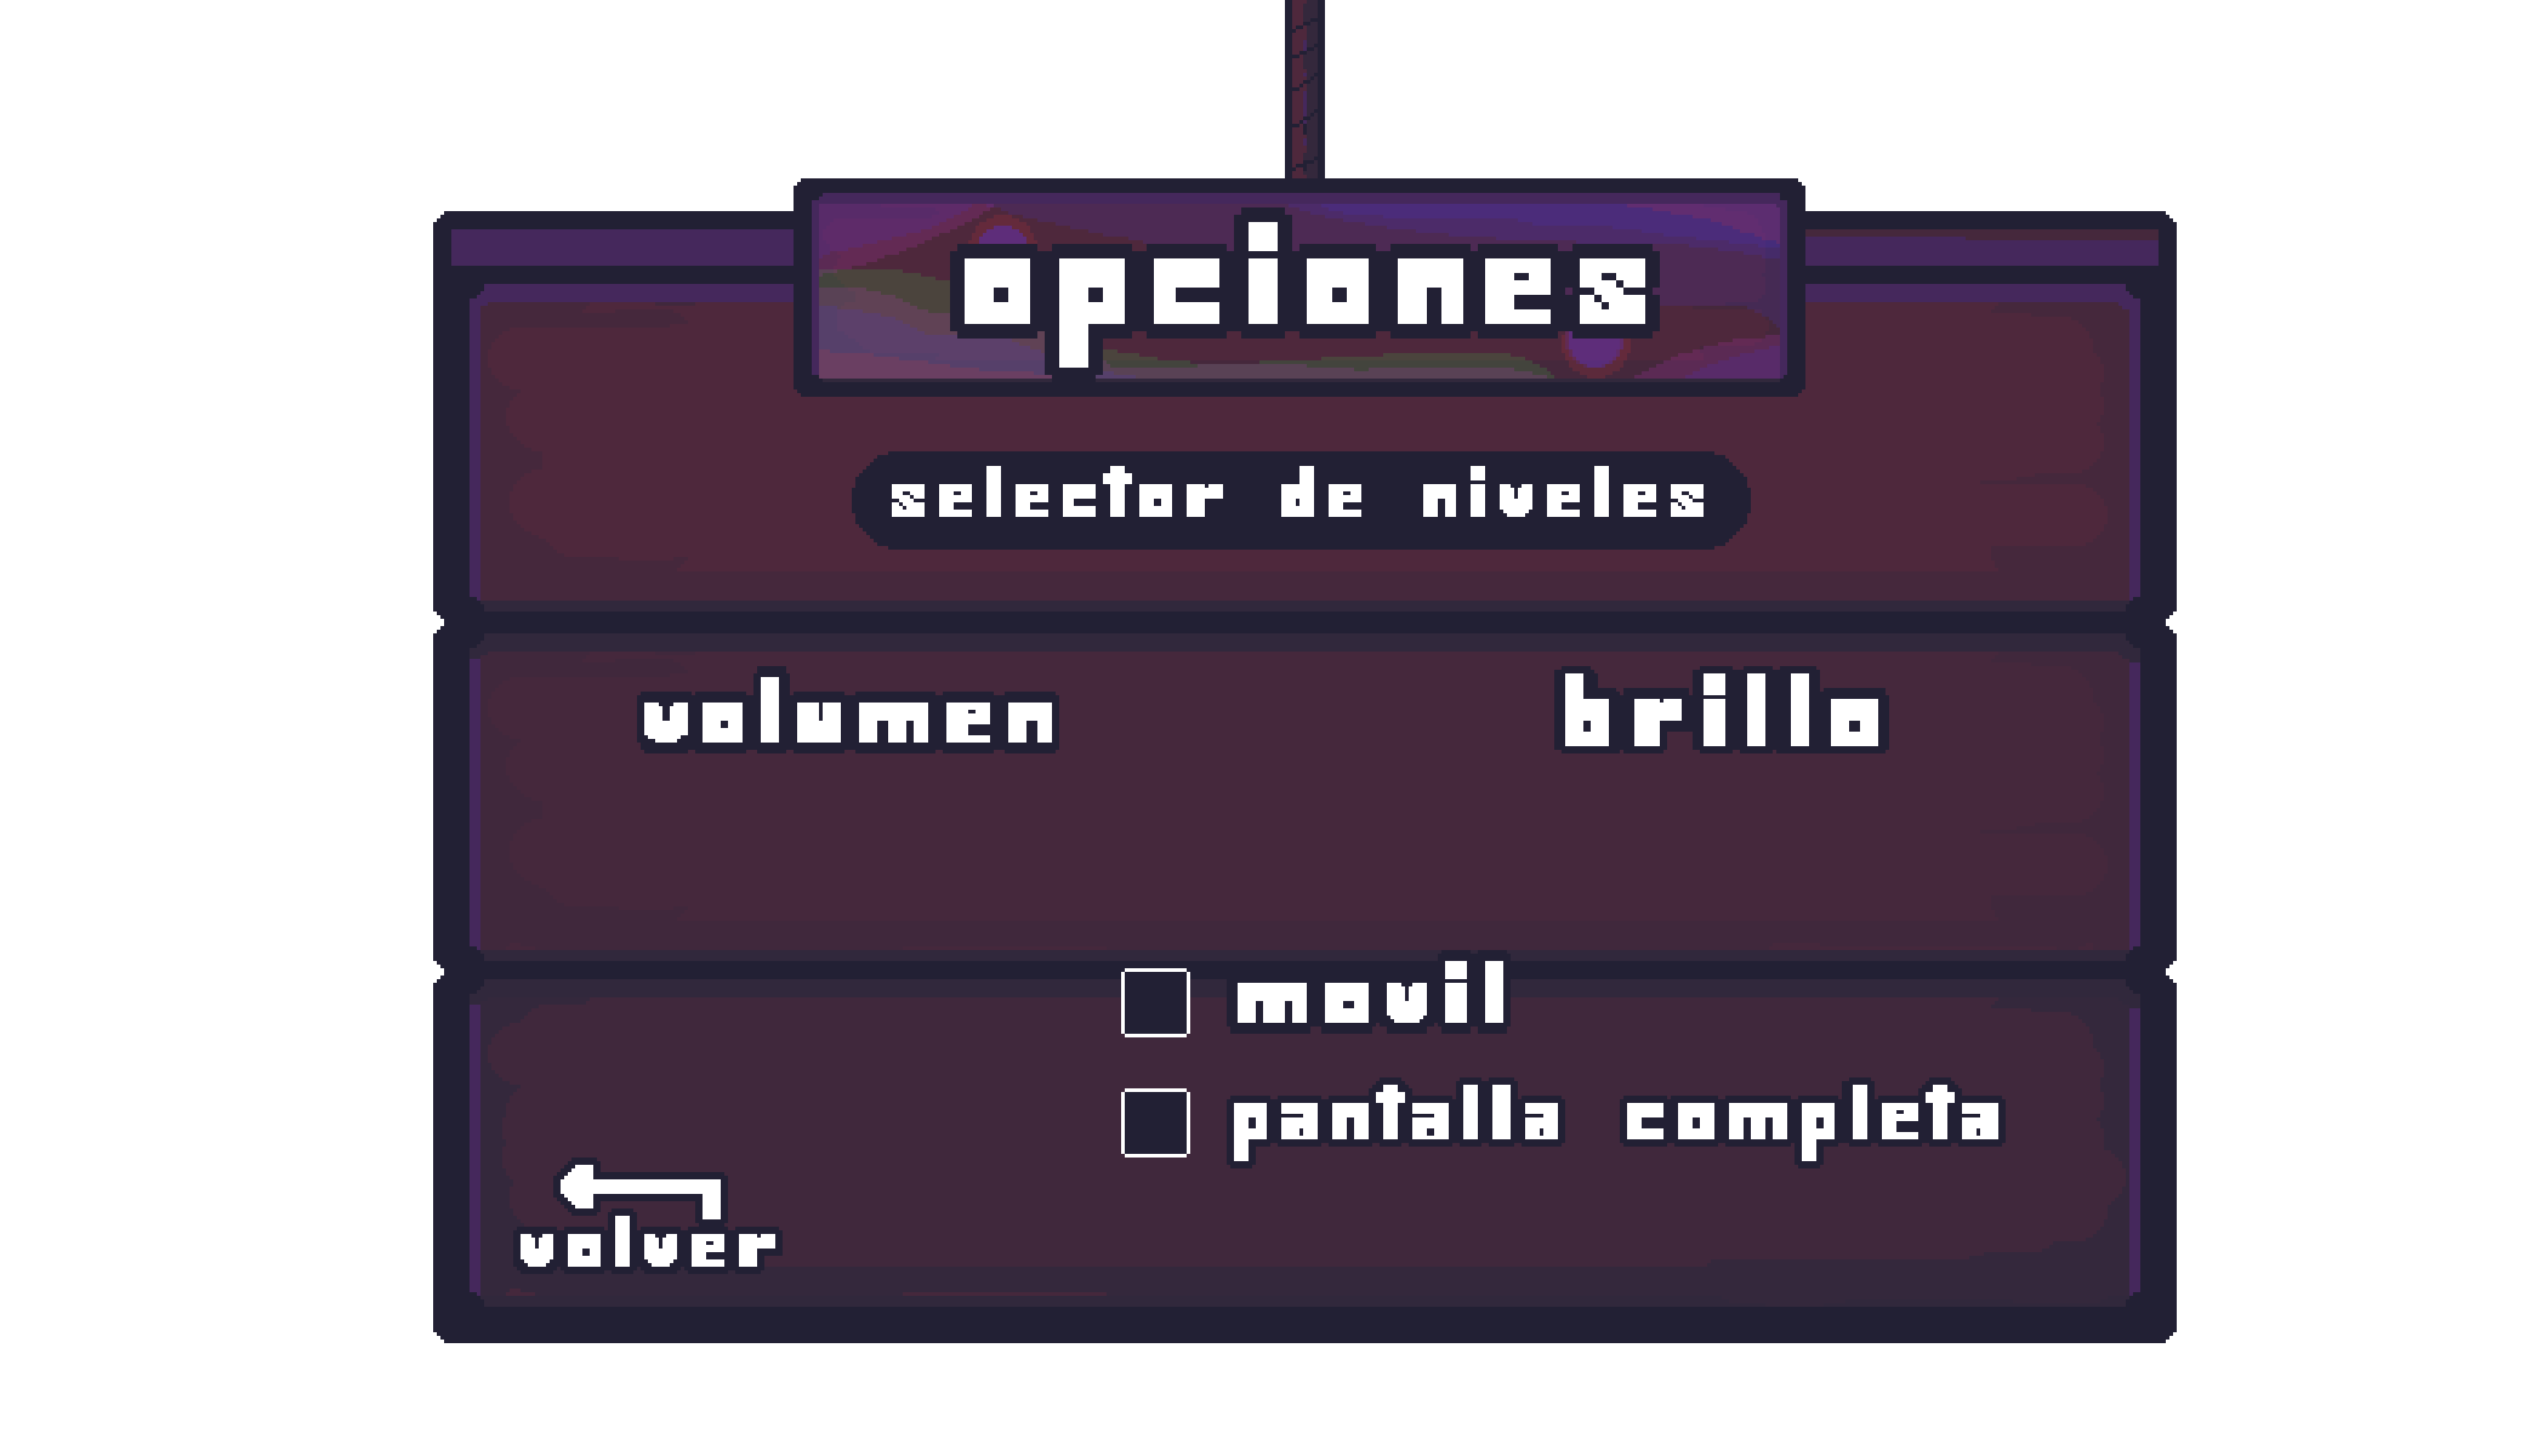 opciones
selector de niveles
volumen
brillo
movil
pantalla completa
volver